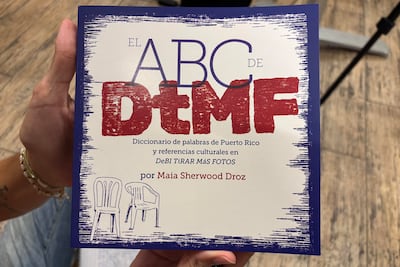 EL
ABC
DE
DtMF
Diccionario de palabras de Puerto Rico
y referencias culturales en
DeBÍ TiRAR MáS FOTOS
por Maia Sherwood Droz